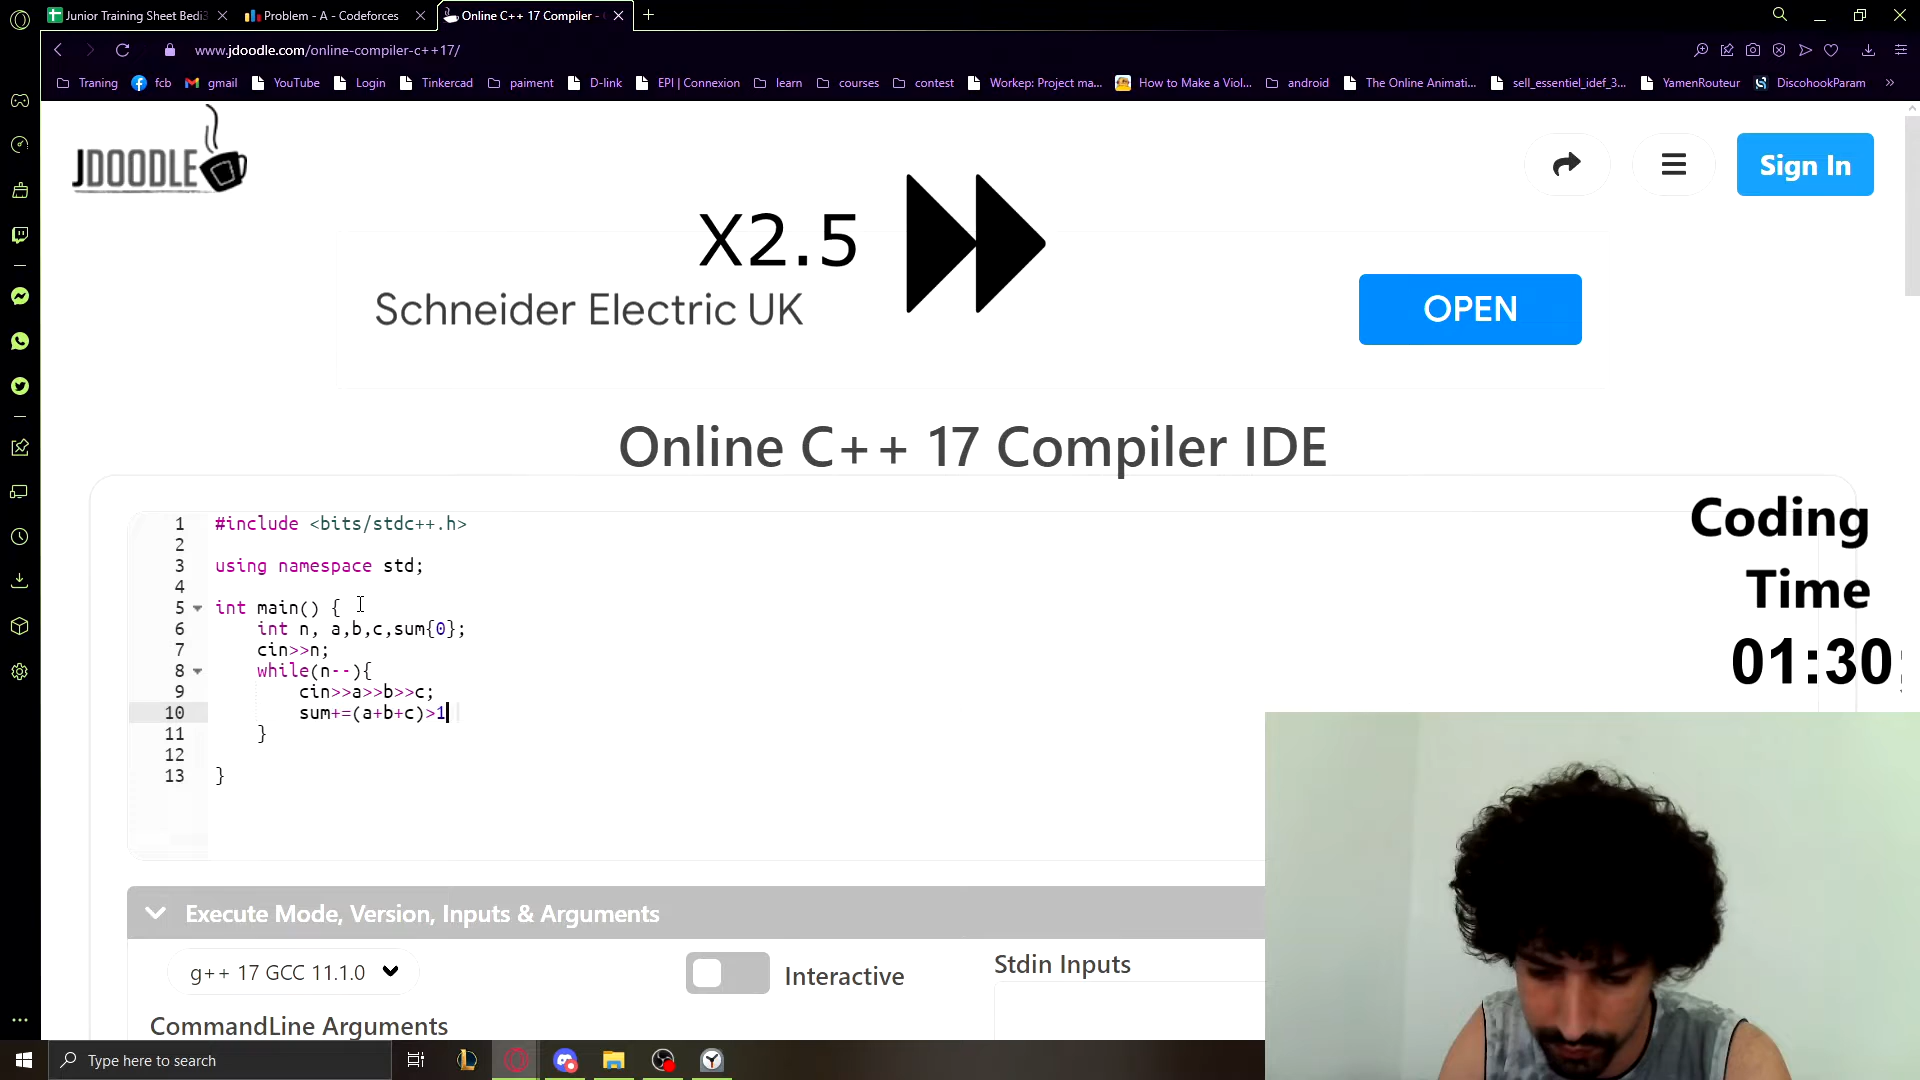 Junior Training Sheet Bedi3
Problem - A - Codeforces
Online C++ 17 Compiler -
www.jdoodle.com/online-compiler-c++17/
Traning
fcb
gmail
YouTube
Login
Tinkercad
paiment
D-link
EPI | Connexion
learn
courses
contest
Workep: Project ma...
How to Make a Viol...
android
The Online Animati...
sell_essentiel_idef_3...
YamenRouteur
DiscohookParam
JDOODLE
Sign In
X2.5
Schneider Electric UK
OPEN
Online C++ 17 Compiler IDE
Coding
Time
01:30
1 #include <bits/stdc++.h>
2
3 using namespace std;
4
5 int main() {
6 int n, a,b,c,sum{0};
7 cin>>n;
8 while(n--){
9 cin>>a>>b>>c;
10 sum+=(a+b+c)>1
11 }
12
13 }
Execute Mode, Version, Inputs & Arguments
g++ 17 GCC 11.1.0
Interactive
Stdin Inputs
CommandLine Arguments
Type here to search